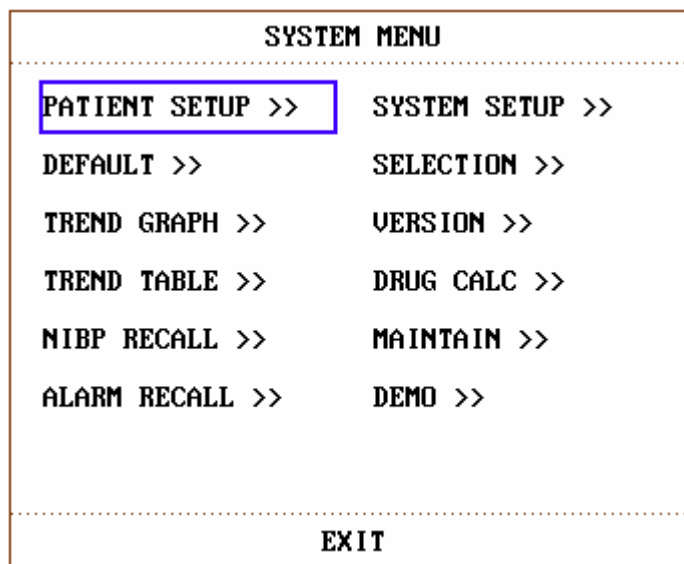 SYSTEM MENU
PATIENT SETUP >> SYSTEM SETUP >>
DEFAULT >> SELECTION >>
TREND GRAPH >> VERSION >>
TREND TABLE >> DRUG CALC >>
NIBP RECALL >> MAINTAIN >>
ALARM RECALL >> DEMO >>
EXIT